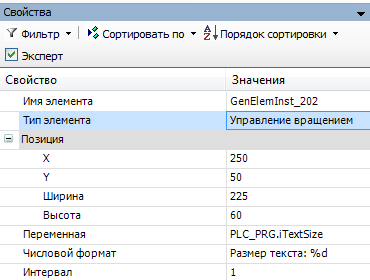 Свойства
Фильтр Сортировать по Порядок сортировки
Эксперт
Свойство Значения
Имя элемента GenElemInst_202
Тип элемента Управление вращением
Позиция
X 250
Y 50
Ширина 225
Высота 60
Переменная PLC_PRG.iTextSize
Числовой формат Размер текста: %d
Интервал 1